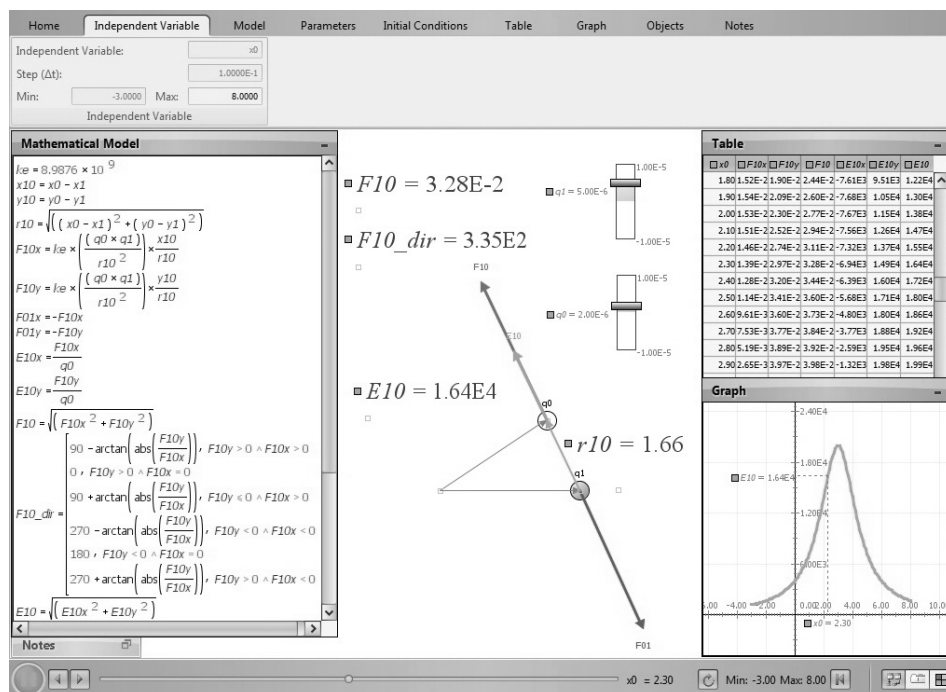 Home Independent Variable Model Parameters Initial Conditions Table Graph Objects Notes
Independent Variable: x0
Step (Δt): 1.0000E-1
Min: -3.0000 Max: 8.0000
Independent Variable
Mathematical Model
ke = 8.9876 × 10^9
x10 = x0 − x1
y10 = y0 − y1
r10 = √((x0 − x1)^2 + (y0 − y1)^2)
F10x = ke × ((q0 × q1)/r10^2) × x10/r10
F10y = ke × ((q0 × q1)/r10^2) × y10/r10
F01x = −F10x
F01y = −F10y
E10x = F10x/q0
E10y = F10y/q0
F10 = √((F10x^2 + F10y^2))
F10_dir =
90 − arctan(abs(F10y/F10x)), F10y > 0 ∧ F10x > 0
0, F10y > 0 ∧ F10x = 0
90 + arctan(abs(F10y/F10x)), F10y ⩽ 0 ∧ F10x > 0
270 − arctan(abs(F10y/F10x)), F10y < 0 ∧ F10x < 0
180, F10y < 0 ∧ F10x = 0
270 + arctan(abs(F10y/F10x)), F10y > 0 ∧ F10x < 0
E10 = √((E10x^2 + E10y^2))
Notes
F10 = 3.28E-2
F10_dir = 3.35E2
E10 = 1.64E4
r10 = 1.66
1.00E-5
q1 = 5.00E-6
-1.00E-5
1.00E-5
q0 = 2.00E-6
-1.00E-5
F10
E10
q0
q1
F01
Table
x0 F10x F10y F10 E10x E10y E10
1.80 1.52E-2 1.90E-2 2.44E-2 -7.61E3 9.51E3 1.22E4
1.90 1.54E-2 2.09E-2 2.60E-2 -7.68E3 1.05E4 1.30E4
2.00 1.53E-2 2.30E-2 2.77E-2 -7.67E3 1.15E4 1.38E4
2.10 1.51E-2 2.52E-2 2.94E-2 -7.56E3 1.26E4 1.47E4
2.20 1.46E-2 2.74E-2 3.11E-2 -7.32E3 1.37E4 1.55E4
2.30 1.39E-2 2.97E-2 3.28E-2 -6.94E3 1.49E4 1.64E4
2.40 1.28E-2 3.20E-2 3.44E-2 -6.39E3 1.60E4 1.72E4
2.50 1.14E-2 3.41E-2 3.60E-2 -5.68E3 1.71E4 1.80E4
2.60 9.61E-3 3.60E-2 3.73E-2 -4.80E3 1.80E4 1.86E4
2.70 7.53E-3 3.77E-2 3.84E-2 -3.77E3 1.88E4 1.92E4
2.80 5.19E-3 3.89E-2 3.92E-2 -2.59E3 1.95E4 1.96E4
2.90 2.65E-3 3.97E-2 3.98E-2 -1.32E3 1.98E4 1.99E4
Graph
2.40E4
1.80E4
E10 = 1.64E4
1.20E4
6.00E3
-4.00 -2.00 0.00 2.00 4.00 6.00 8.00
x0 = 2.30
x0 = 2.30 Min: -3.00 Max: 8.00